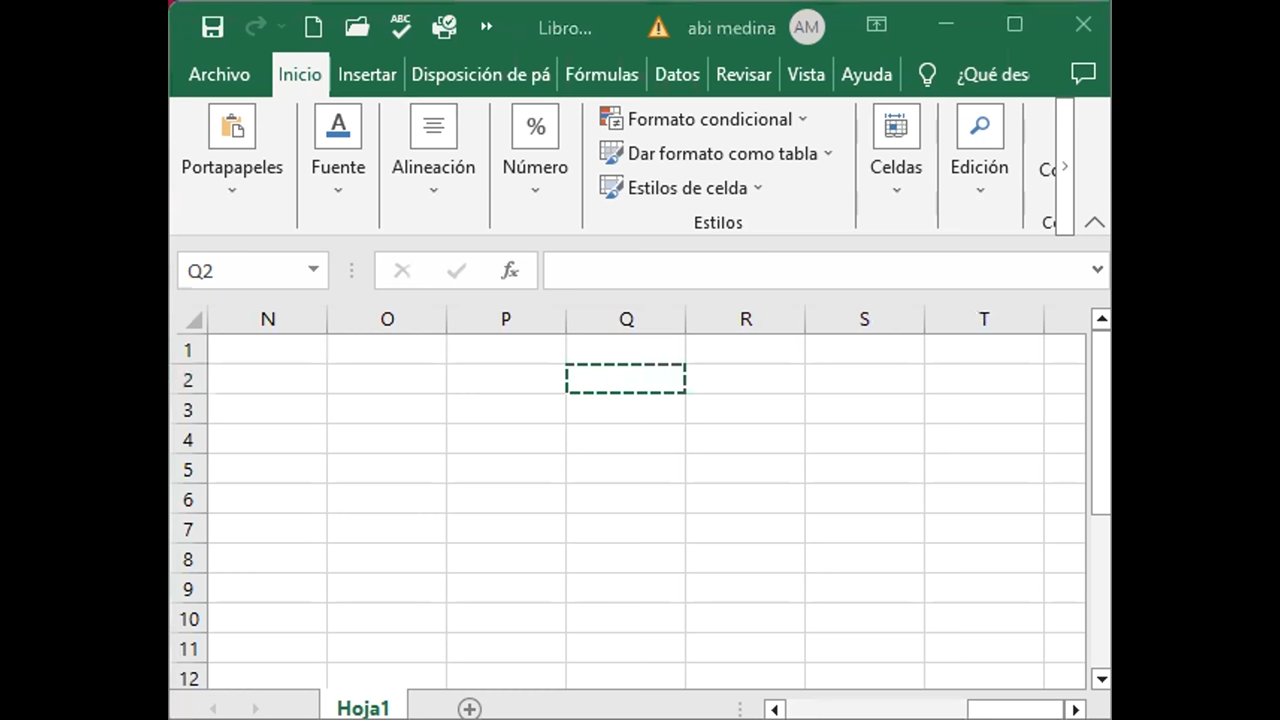 ABC Libro... abi medina AM
Archivo Inicio Insertar Disposición de pá Fórmulas Datos Revisar Vista Ayuda ¿Qué des
Portapapeles Fuente Alineación % Número Formato condicional Celdas Edición
Dar formato como tabla
Estilos de celda
Estilos
Q2 fx
N O P Q R S T
1
2
3
4
5
6
7
8
9
10
11
12
Hoja1